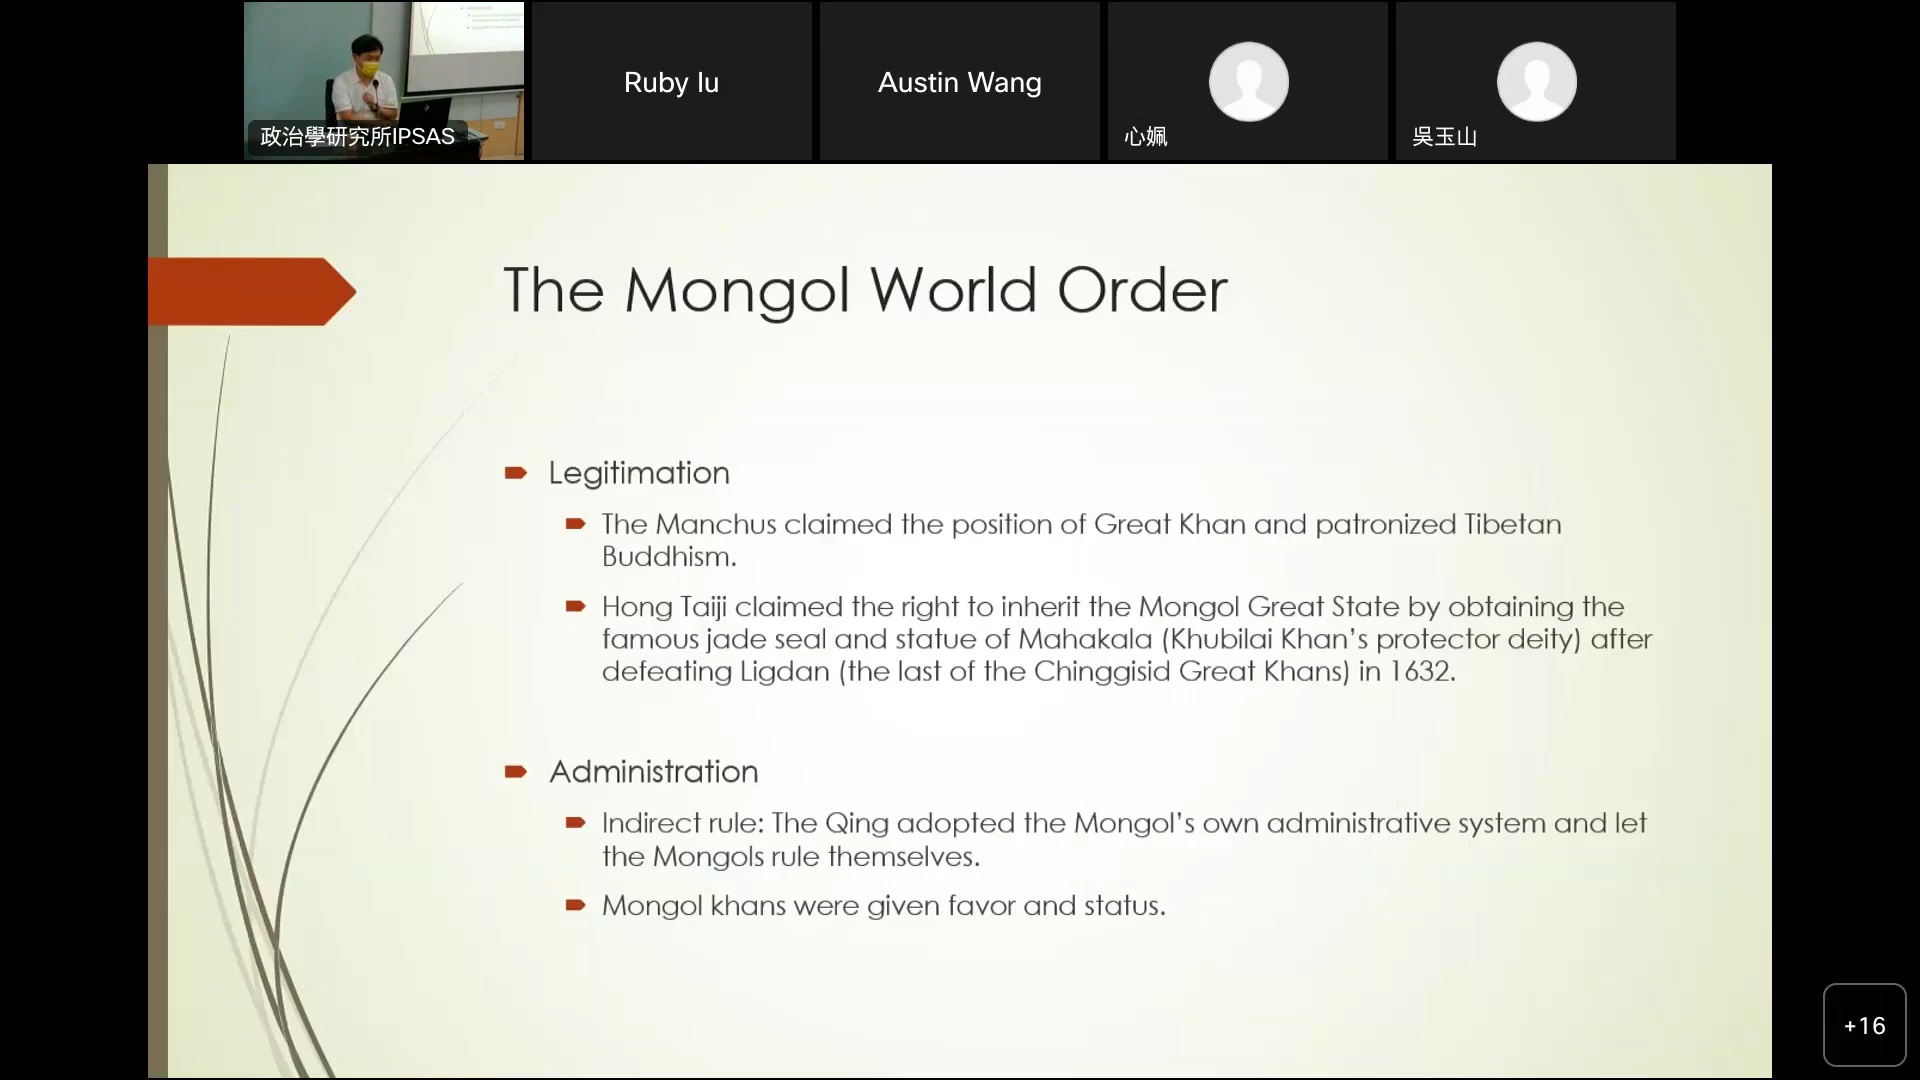 政治學研究所IPSAS
Ruby lu
Austin Wang
心姵
吳玉山
The Mongol World Order
Legitimation
The Manchus claimed the position of Great Khan and patronized Tibetan
Buddhism.
Hong Taiji claimed the right to inherit the Mongol Great State by obtaining the
famous jade seal and statue of Mahakala (Khubilai Khan’s protector deity) after
defeating Ligdan (the last of the Chinggisid Great Khans) in 1632.
Administration
Indirect rule: The Qing adopted the Mongol’s own administrative system and let
the Mongols rule themselves.
Mongol khans were given favor and status.
+16